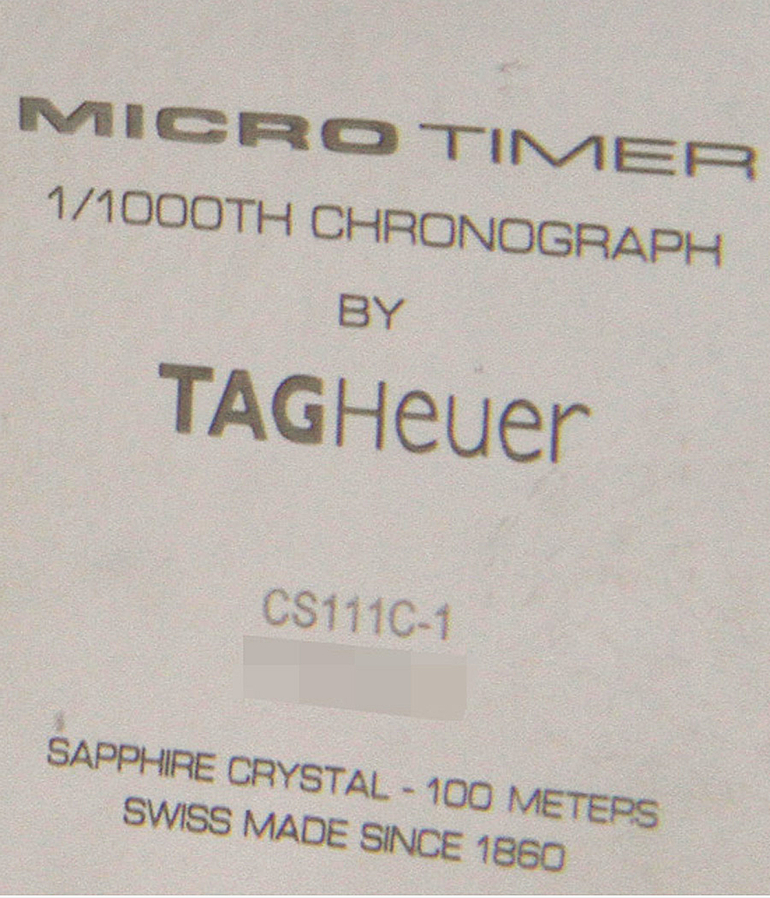 MICRO TIMER
1/1000TH CHRONOGRAPH
BY
TAGHeuer
CS111C-1
SAPPHIRE CRYSTAL - 100 METERS
SWISS MADE SINCE 1860